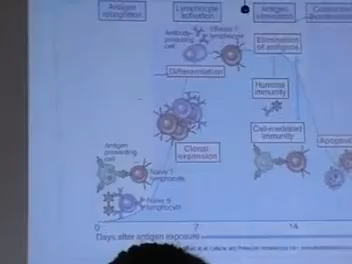 Antigen
recognition
Lymphocyte
activation
Antigen
elimination
Antibody-
producing
cell
Effector T
lymphocyte
Elimination
of antigens
Differentiation
Humoral
immunity
Cell-mediated
immunity
Clonal
expansion
Antigen
presenting
cell
Naive T
lymphocyte
Naive B
lymphocyte
0
7
14
Days after antigen exposure